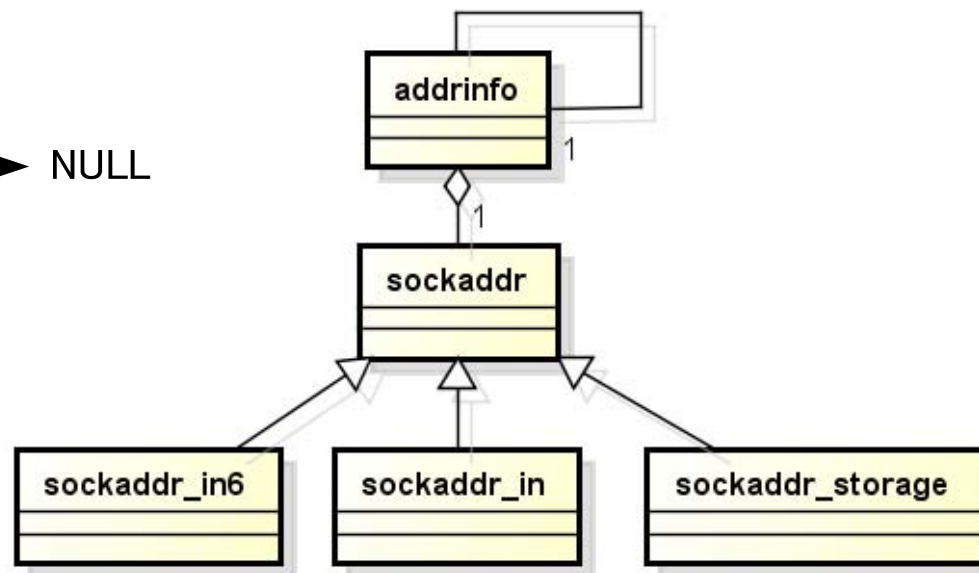 addrinfo
1
NULL
1
sockaddr
sockaddr_in6
sockaddr_in
sockaddr_storage